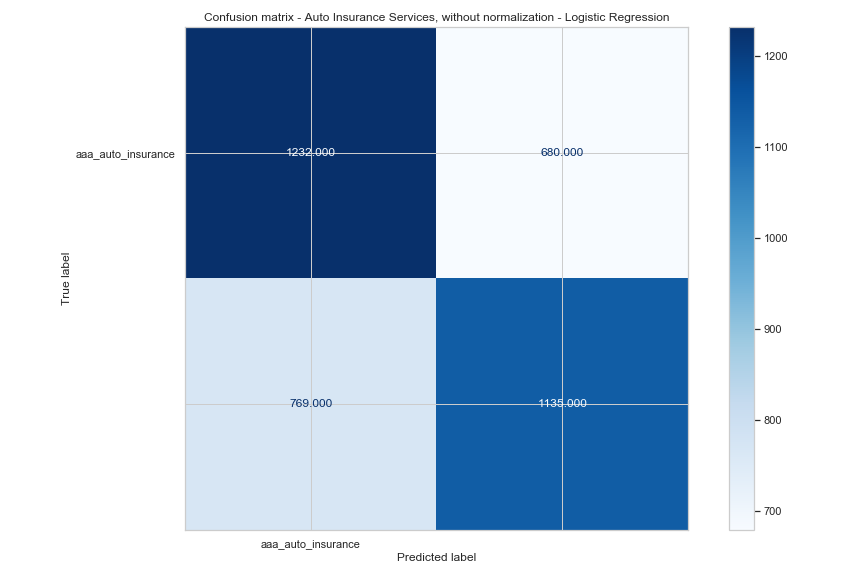 Confusion matrix - Auto Insurance Services, without normalization - Logistic Regression
1200
1100
1000
900
800
700
aaa_auto_insurance
1232.000
680.000
True label
769.000
1135.000
aaa_auto_insurance
Predicted label